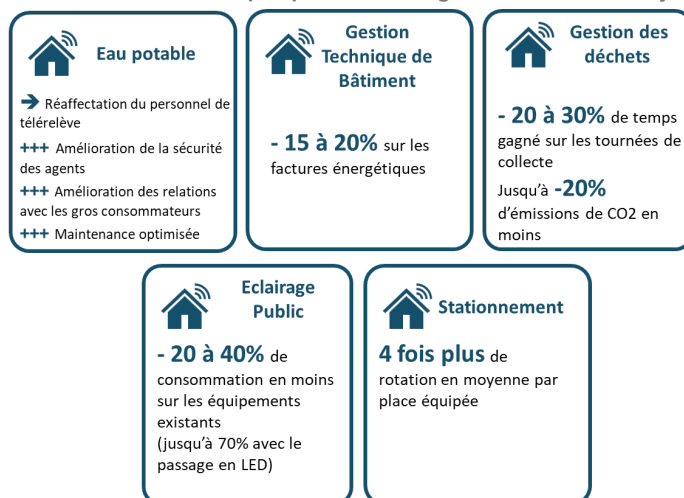 Eau potable
➔ Réaffectation du personnel de
télérelève
+++ Amélioration de la sécurité
des agents
+++ Amélioration des relations
avec les gros consommateurs
+++ Maintenance optimisée
Gestion
Technique de
Bâtiment
- 15 à 20% sur les
factures énergétiques
Gestion des
déchets
- 20 à 30% de temps
gagné sur les tournées de
collecte
Jusqu’à -20%
d’émissions de CO2 en
moins
Eclairage
Public
- 20 à 40% de
consommation en moins
sur les équipements
existants
(jusqu’à 70% avec le
passage en LED)
Stationnement
4 fois plus de
rotation en moyenne par
place équipée